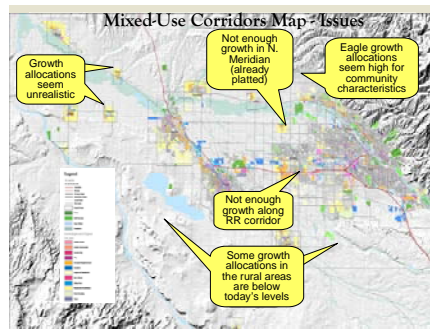 Mixed-Use Corridors Map - Issues
Growth
allocations
seem
unrealistic
Not enough
growth in N.
Meridian
(already
platted)
Eagle growth
allocations
seem high for
community
characteristics
Not enough
growth along
RR corridor
Some growth
allocations in
the rural areas
are below
today's levels
Legend